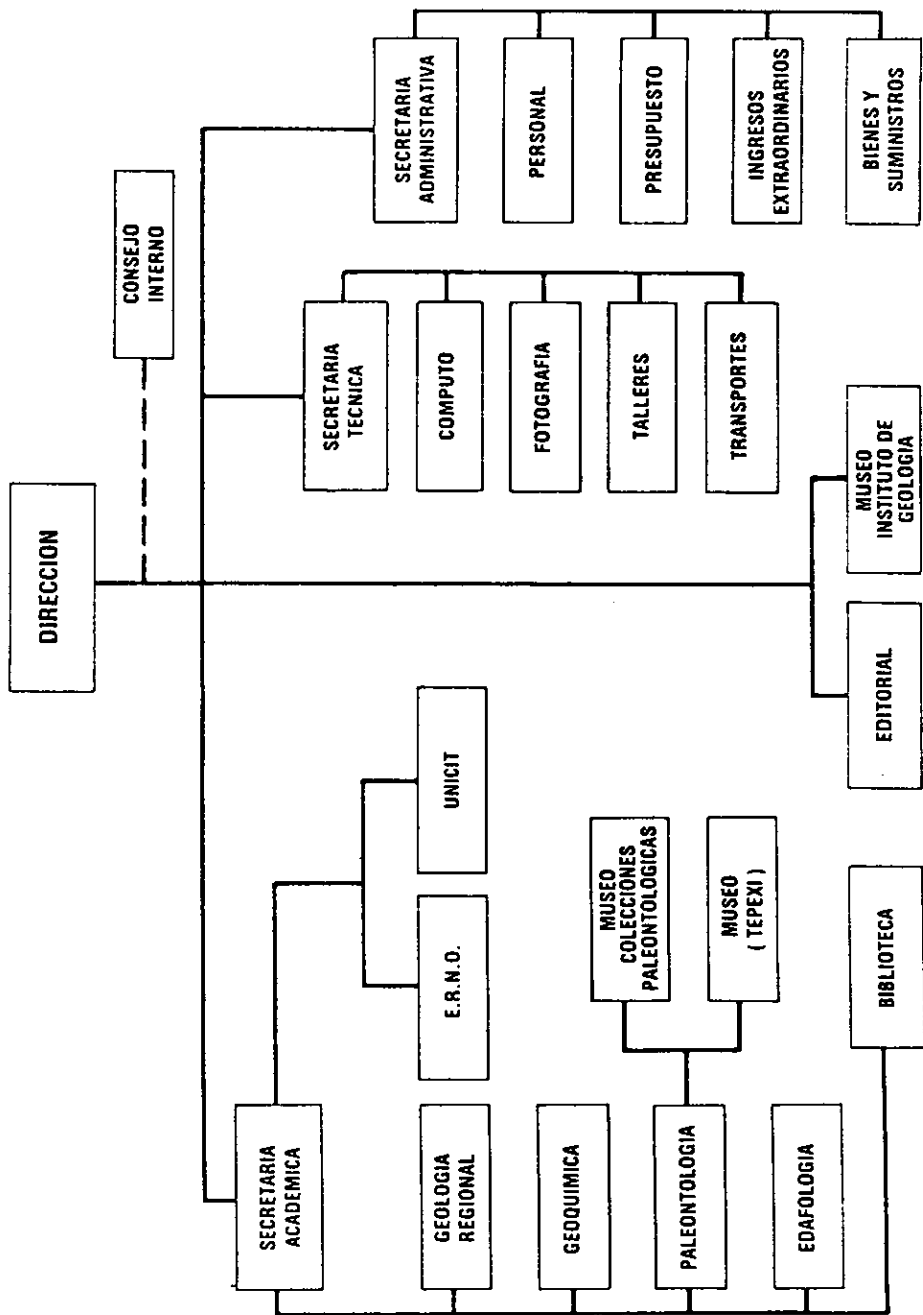 DIRECCION
CONSEJO
INTERNO
SECRETARIA
ACADEMICA
E.R.N.O.
UNICIT
GEOLOGIA
REGIONAL
GEOQUIMICA
PALEONTOLOGIA
MUSEO
COLECCIONES
PALEONTOLOGICAS
MUSEO
( TEPEXI )
EDAFOLOGIA
BIBLIOTECA
EDITORIAL
MUSEO
INSTITUTO DE
GEOLOGIA
SECRETARIA
TECNICA
COMPUTO
FOTOGRAFIA
TALLERES
TRANSPORTES
SECRETARIA
ADMINISTRATIVA
PERSONAL
PRESUPUESTO
INGRESOS
EXTRAORDINARIOS
BIENES Y
SUMINISTROS